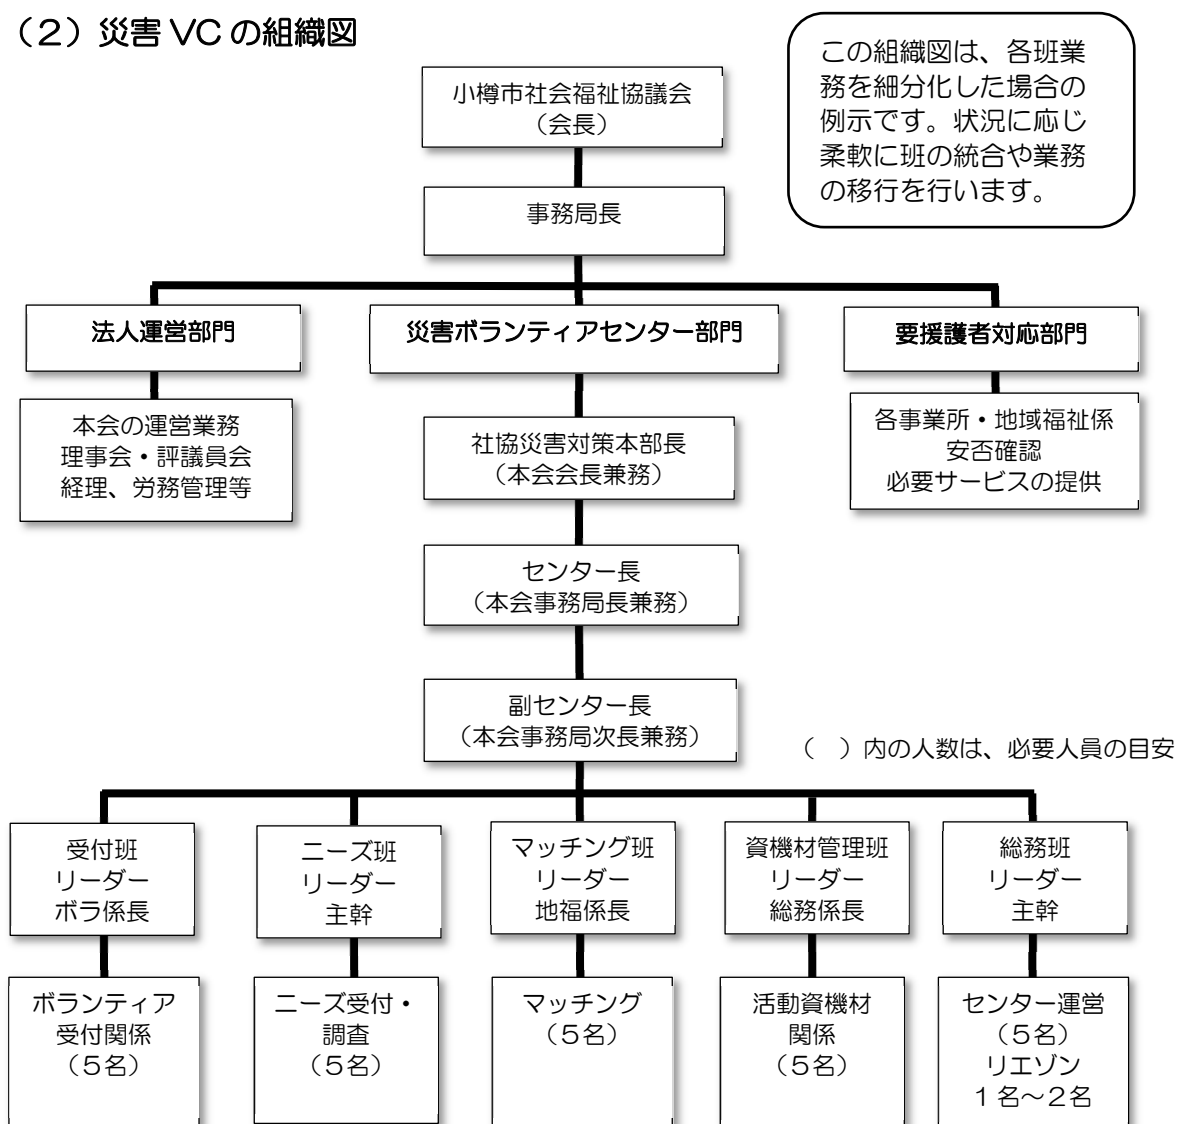 （２）災害 VC の組織図
この組織図は、各班業
務を細分化した場合の
例示です。状況に応じ
柔軟に班の統合や業務
の移行を行います。
小樽市社会福祉協議会
（会長）
事務局長
法人運営部門
災害ボランティアセンター部門
要援護者対応部門
本会の運営業務
理事会・評議員会
経理、労務管理等
社協災害対策本部長
（本会会長兼務）
各事業所・地域福祉係
安否確認
必要サービスの提供
センター長
（本会事務局長兼務）
副センター長
（本会事務局次長兼務）
（　）内の人数は、必要人員の目安
受付班
リーダー
ボラ係長
ニーズ班
リーダー
主幹
マッチング班
リーダー
地福係長
資機材管理班
リーダー
総務係長
総務班
リーダー
主幹
ボランティア
受付関係
（５名）
ニーズ受付・
調査
（５名）
マッチング
（５名）
活動資機材
関係
（５名）
センター運営
（５名）
リエゾン
１名～２名